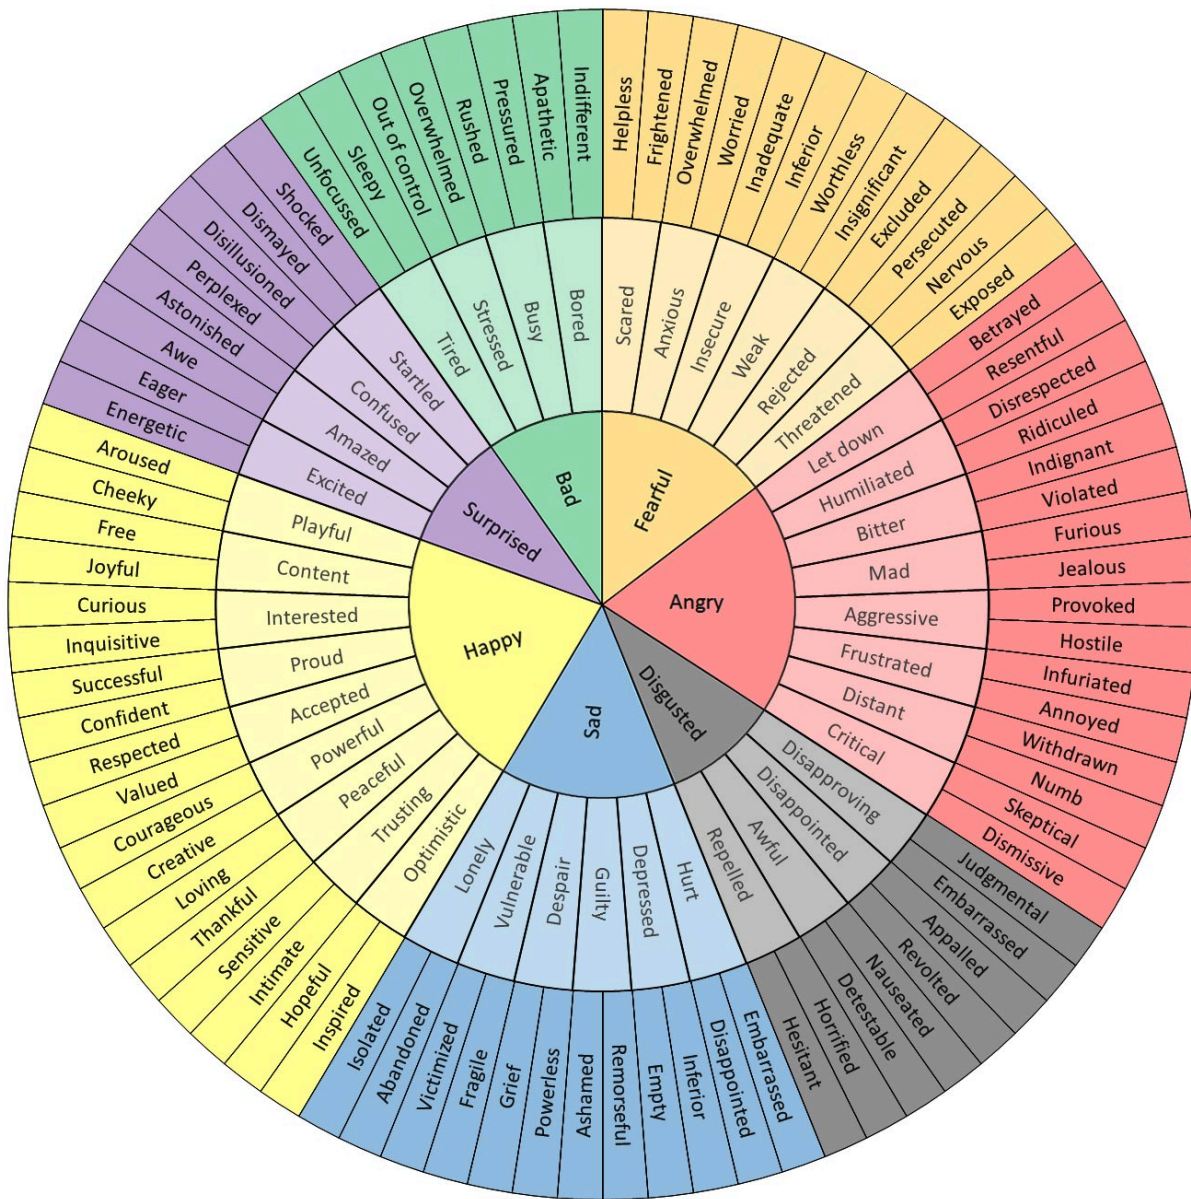 Fearful
Angry
Disgusted
Sad
Happy
Surprised
Bad
Scared
Anxious
Insecure
Weak
Rejected
Threatened
Let down
Humiliated
Bitter
Mad
Aggressive
Frustrated
Distant
Critical
Disapproving
Disappointed
Awful
Repelled
Hurt
Depressed
Guilty
Despair
Vulnerable
Lonely
Optimistic
Trusting
Peaceful
Powerful
Accepted
Proud
Interested
Content
Playful
Excited
Amazed
Confused
Startled
Tired
Stressed
Busy
Bored
Helpless
Frightened
Overwhelmed
Worried
Inadequate
Inferior
Worthless
Insignificant
Excluded
Persecuted
Nervous
Exposed
Betrayed
Resentful
Disrespected
Ridiculed
Indignant
Violated
Furious
Jealous
Provoked
Hostile
Infuriated
Annoyed
Withdrawn
Numb
Skeptical
Dismissive
Judgmental
Embarrassed
Appalled
Revolted
Nauseated
Detestable
Horrified
Hesitant
Embarrassed
Disappointed
Inferior
Empty
Remorseful
Ashamed
Powerless
Grief
Fragile
Victimized
Abandoned
Isolated
Inspired
Hopeful
Intimate
Sensitive
Thankful
Loving
Creative
Courageous
Valued
Respected
Confident
Successful
Inquisitive
Curious
Joyful
Free
Cheeky
Aroused
Energetic
Eager
Awe
Astonished
Perplexed
Disillusioned
Dismayed
Shocked
Unfocussed
Sleepy
Out of control
Overwhelmed
Rushed
Pressured
Apathetic
Indifferent